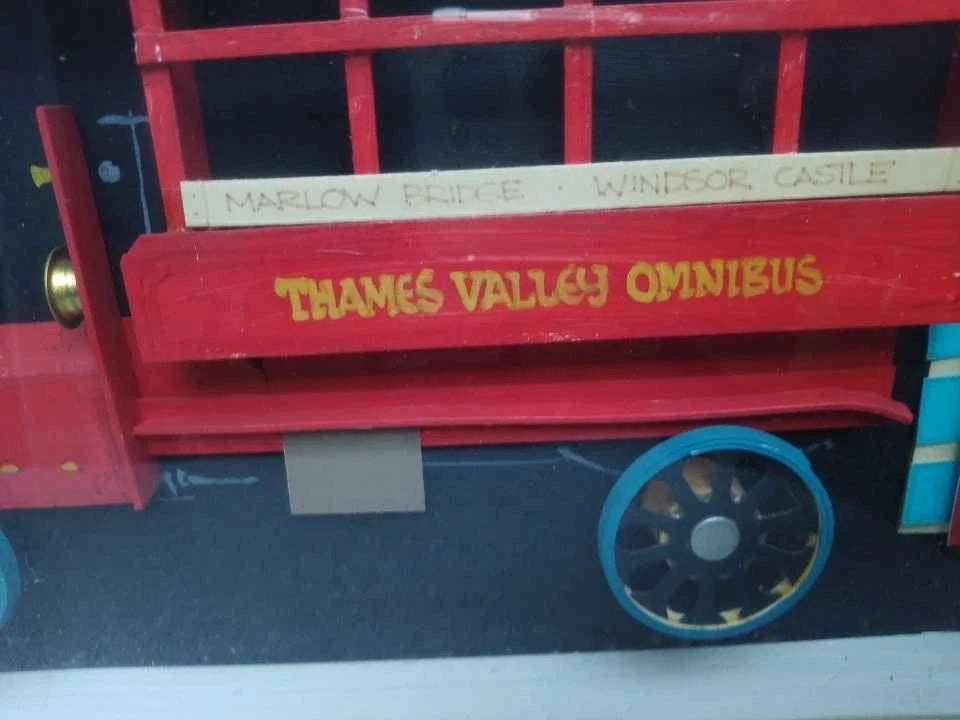 MARLOW BRIDGE · WINDSOR CASTLE
THAMES VALLEY OMNIBUS